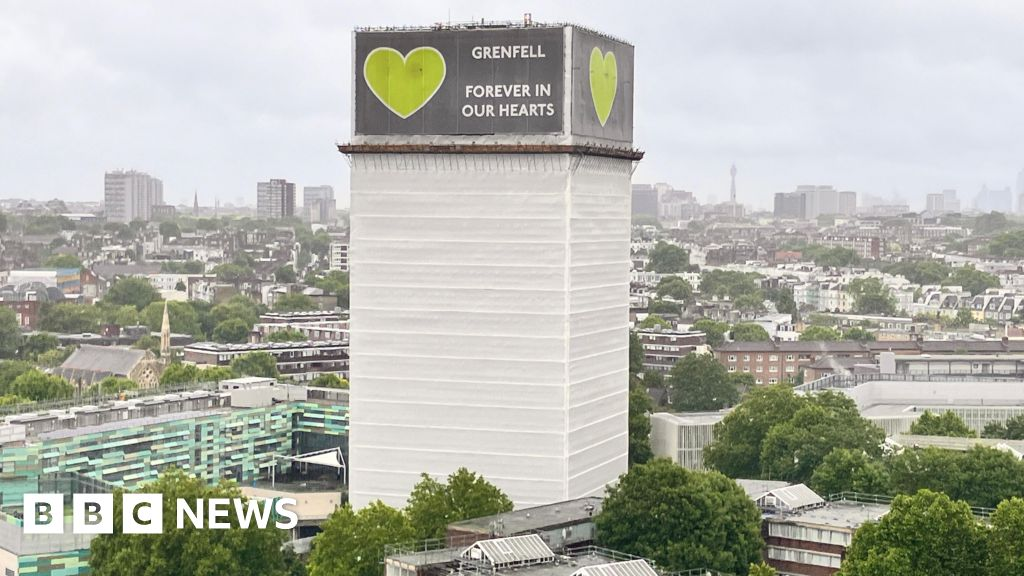 GRENFELL
FOREVER IN
OUR HEARTS
BBC NEWS